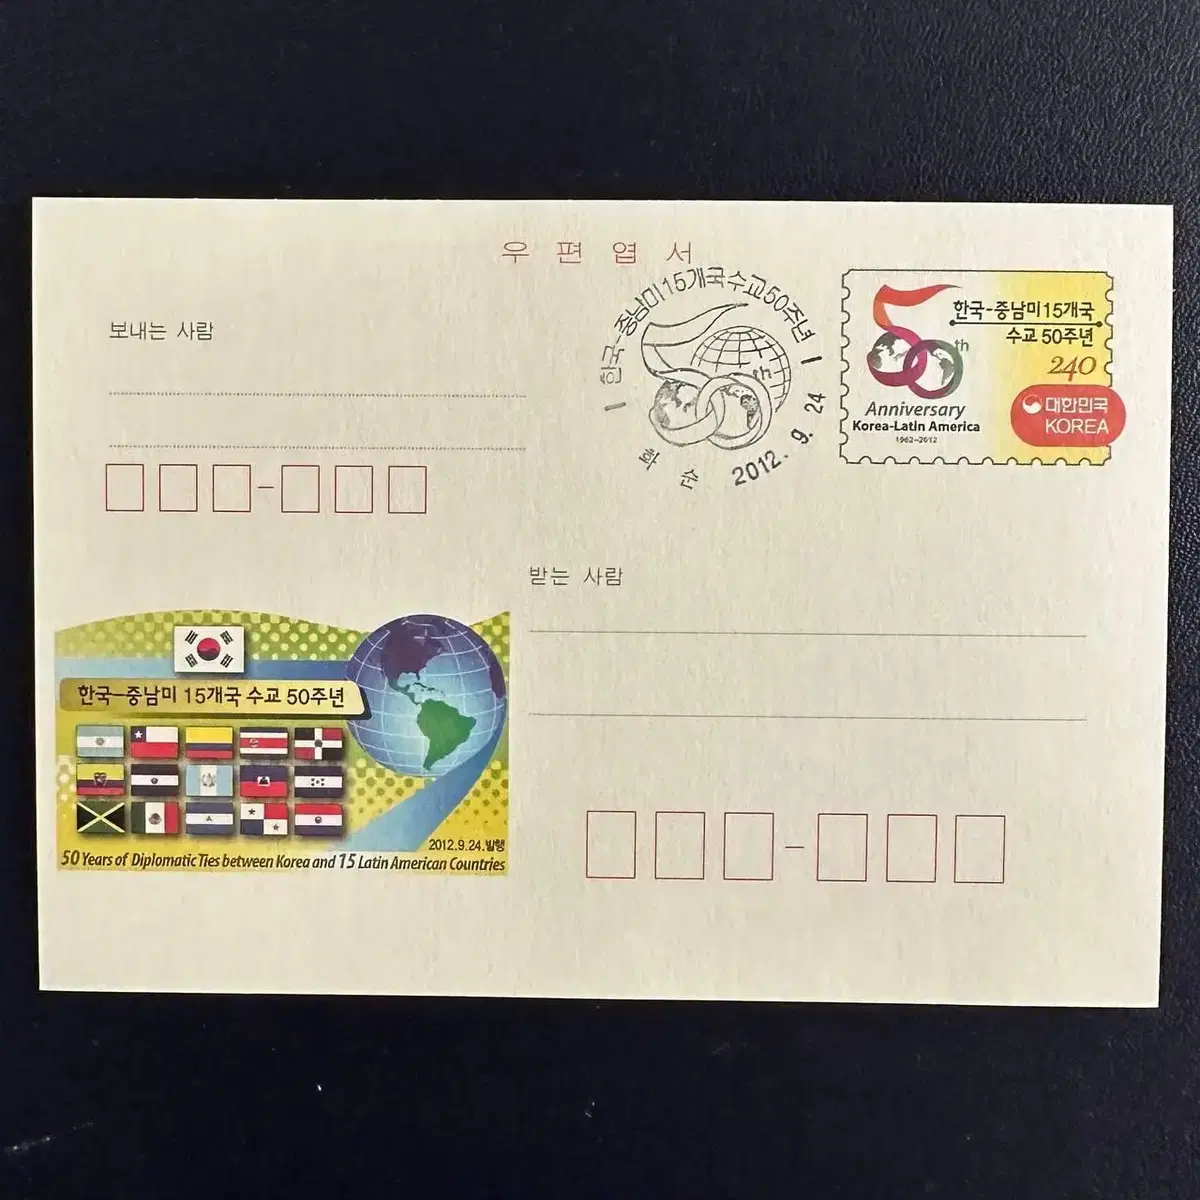 우편엽서
보내는 사람
한국-중남미15개국수교50주년
화순 2012. 9. 24
50th
한국-중남미15개국
수교 50주년
240
Anniversary
Korea-Latin America
1962-2012
대한민국
KOREA
받는 사람
한국-중남미 15개국 수교 50주년
2012.9.24.발행
50 Years of Diplomatic Ties between Korea and 15 Latin American Countries